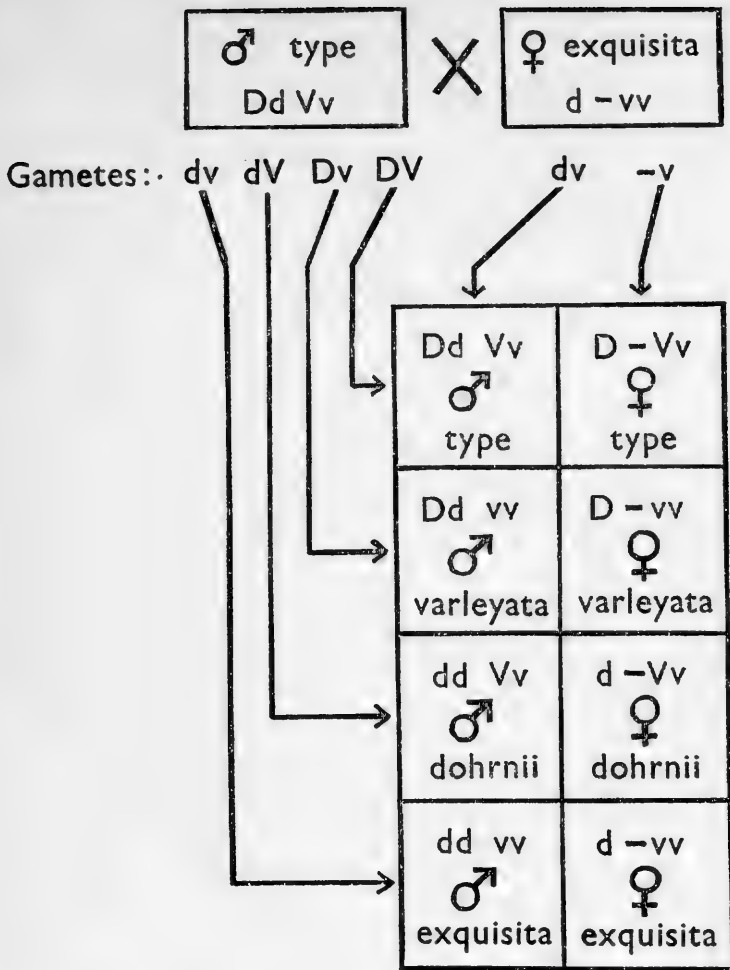 ♂ type × ♀ exquisita
Dd Vv d – vv
Gametes: dv dV Dv DV dv –v
Dd Vv D – Vv
♂ ♀
type type
Dd vv D – vv
♂ ♀
varleyata varleyata
dd Vv d – Vv
♂ ♀
dohrnii dohrnii
dd vv d – vv
♂ ♀
exquisita exquisita